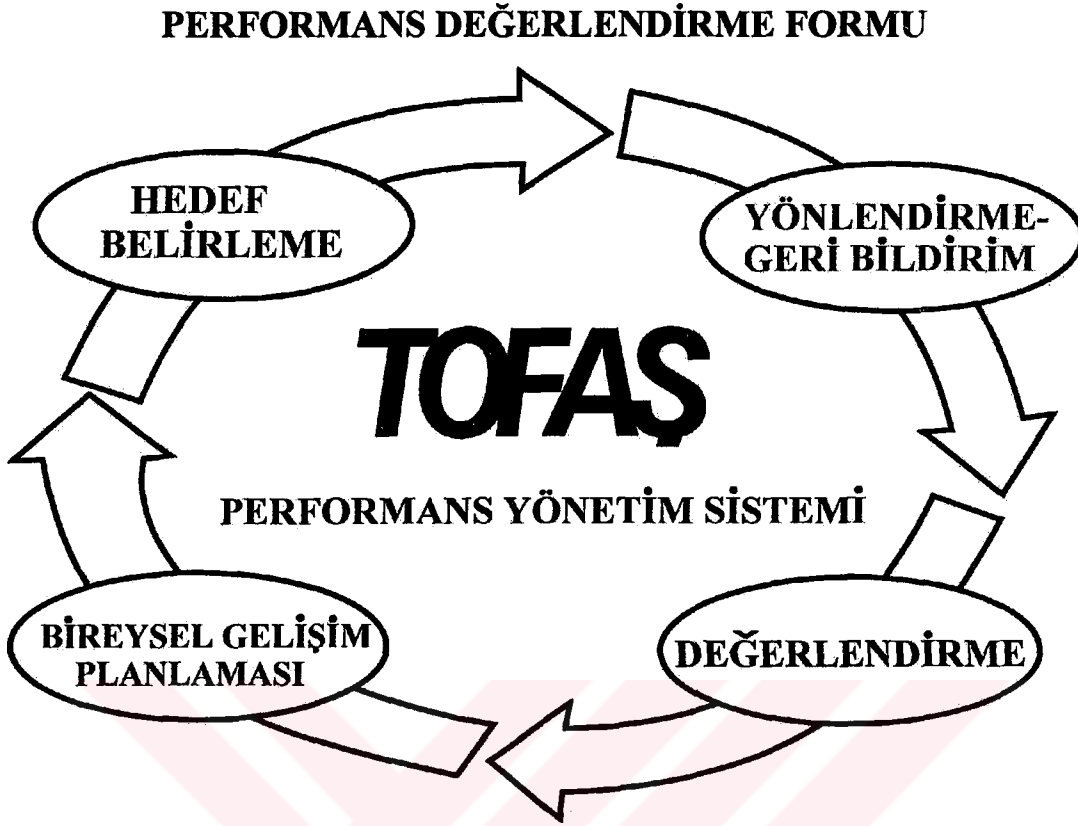 PERFORMANS DEĞERLENDİRME FORMU
HEDEF
BELİRLEME
YÖNLENDİRME-
GERİ BİLDİRİM
TOFAŞ
PERFORMANS YÖNETİM SİSTEMİ
BİREYSEL GELİŞİM
PLANLAMASI
DEĞERLENDİRME